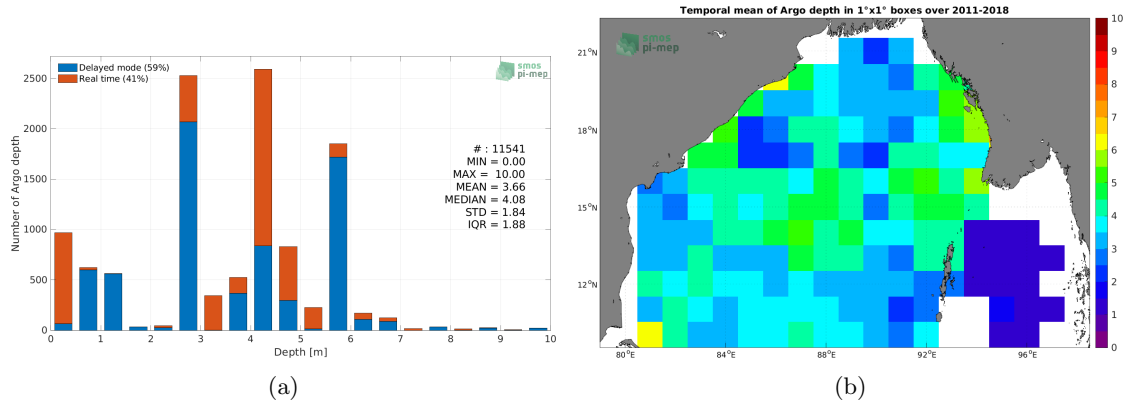 Delayed mode (59%)
Real time (41%)
smos
pi-mep
# : 11541
MIN = 0.00
MAX = 10.00
MEAN = 3.66
MEDIAN = 4.08
STD = 1.84
IQR = 1.88
Number of Argo depth
2500
2000
1500
1000
500
0
0 1 2 3 4 5 6 7 8 9 10
Depth [m]
(a)
Temporal mean of Argo depth in 1°x1° boxes over 2011-2018
smos
pi-mep
21°N
18°N
15°N
12°N
80°E 84°E 88°E 92°E 96°E
10
9
8
7
6
5
4
3
2
1
0
(b)